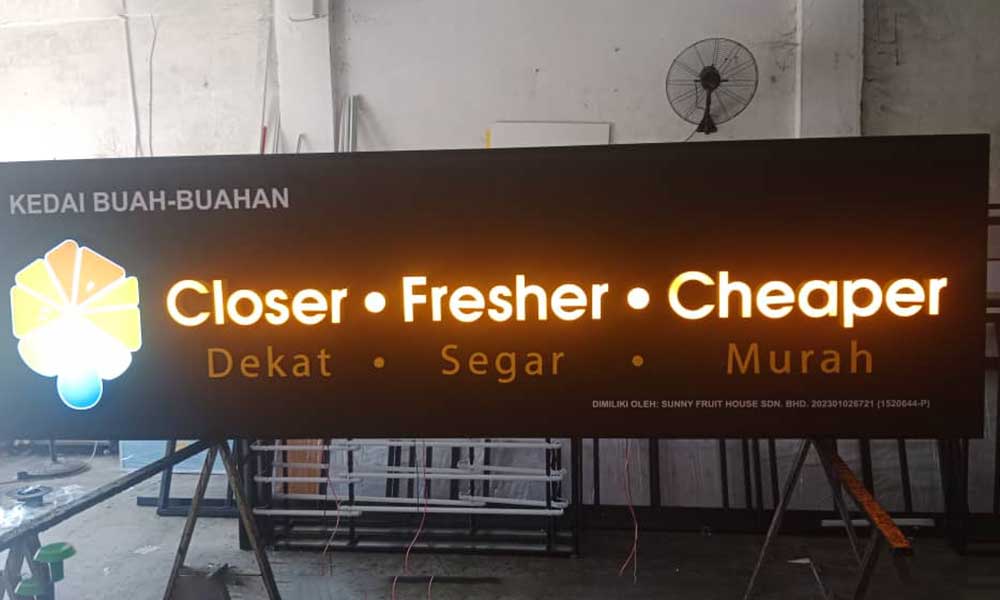 KEDAI BUAH-BUAHAN
Closer • Fresher • Cheaper
Dekat • Segar • Murah
DIMILIKI OLEH: SUNNY FRUIT HOUSE SDN. BHD. 202301026721 (1520644-P)